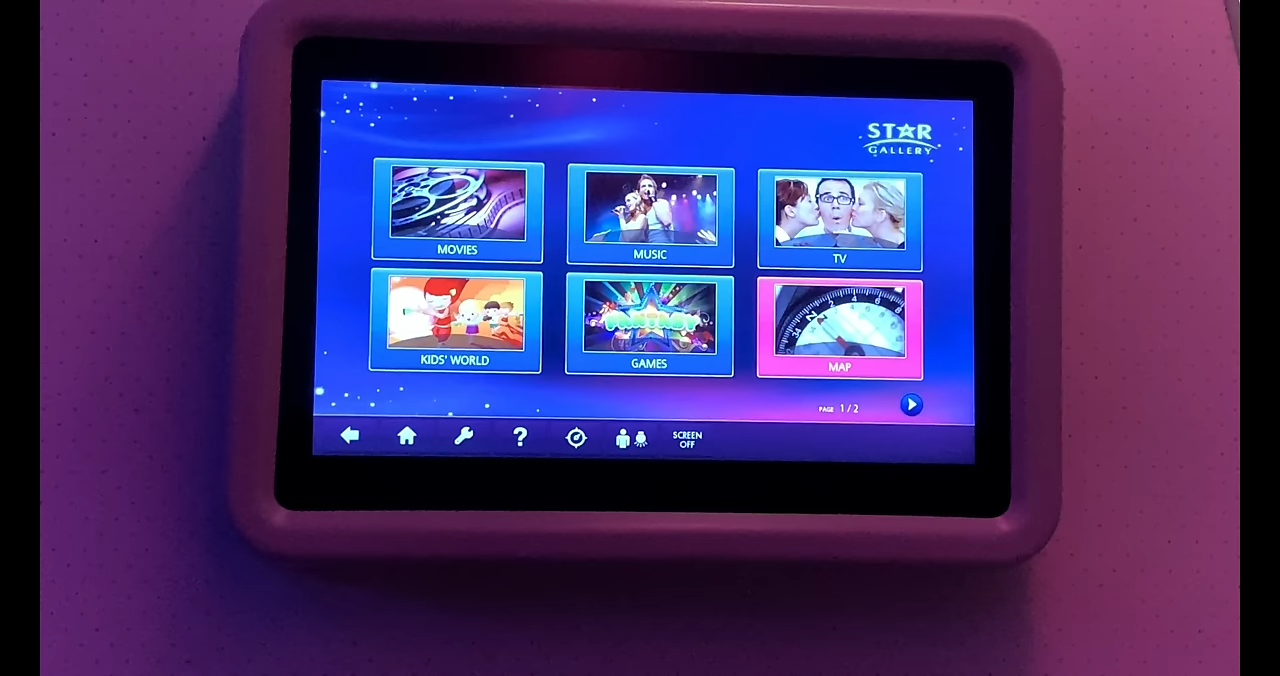 STAR
GALLERY
MOVIES
MUSIC
TV
KIDS' WORLD
GAMES
MAP
PAGE 1 / 2
SCREEN
OFF